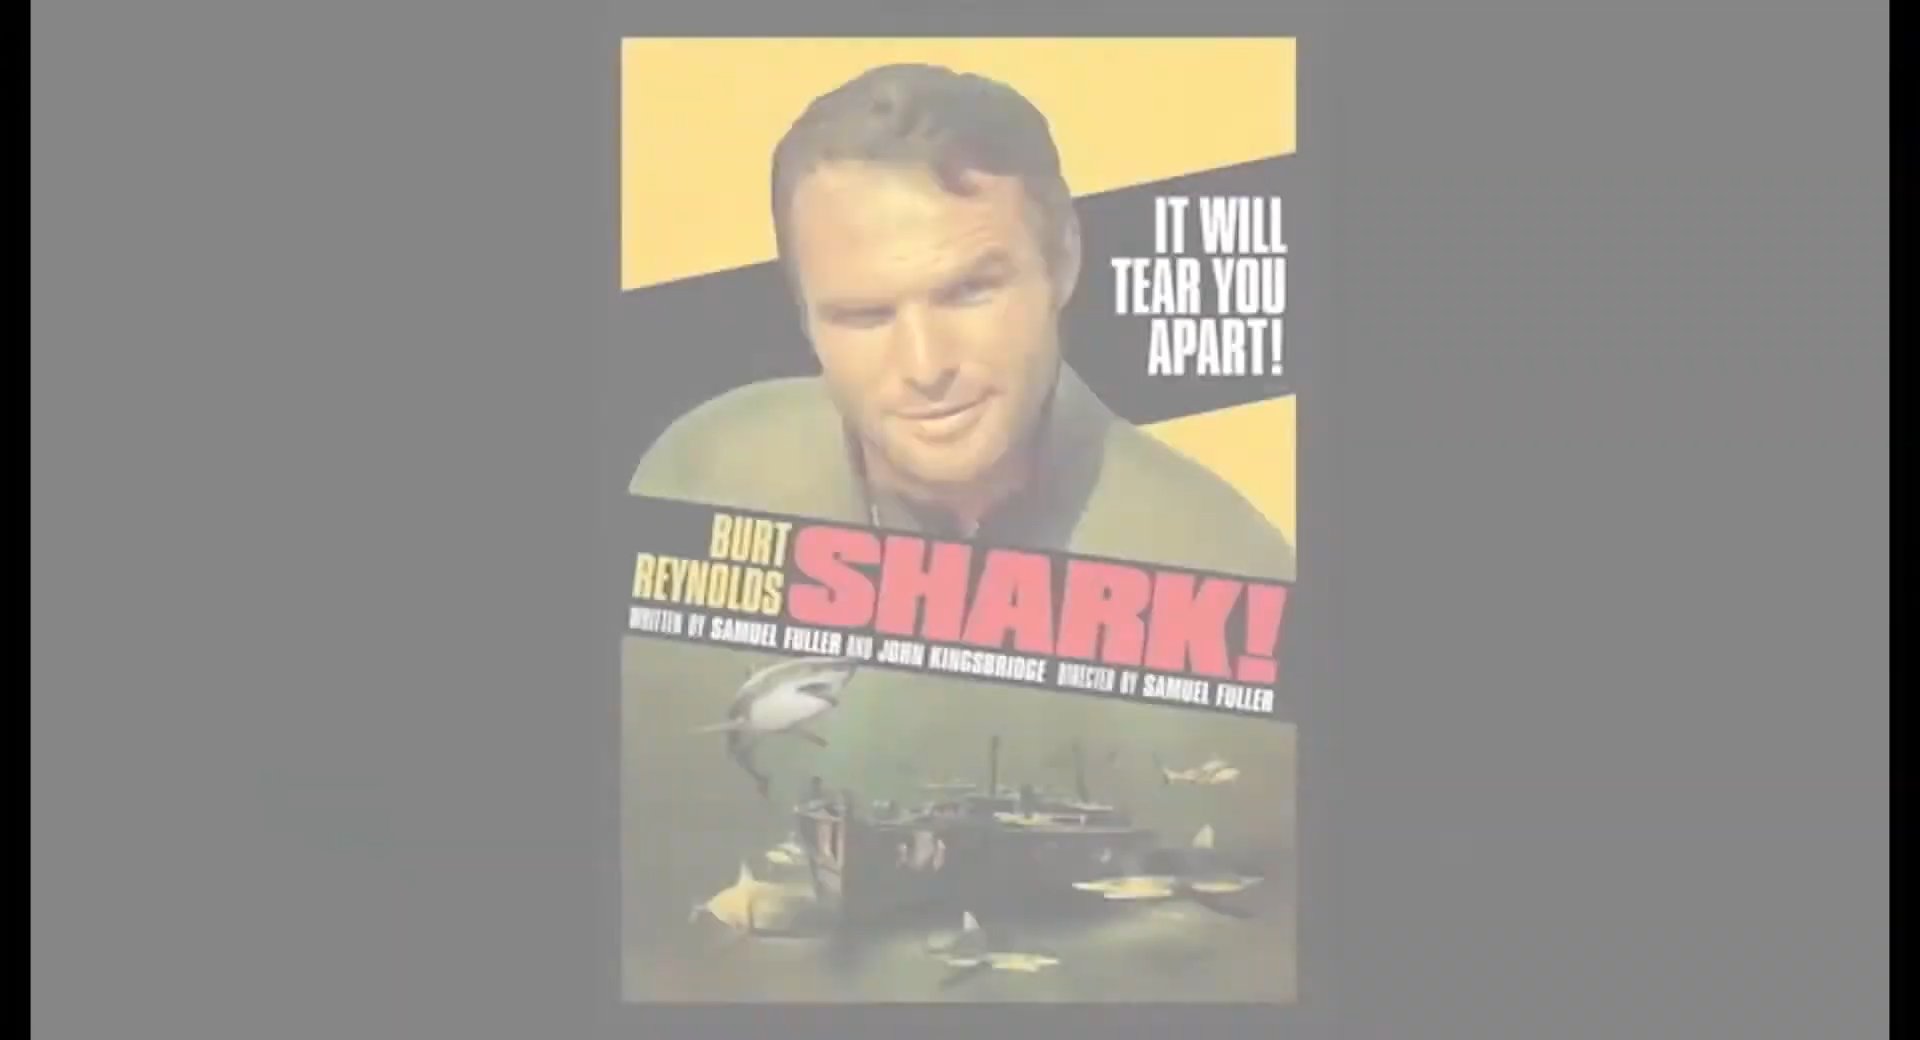 IT WILL
TEAR YOU
APART!
BURT
REYNOLDS
SHARK!
WRITTEN BY SAMUEL FULLER AND JOHN KINGSBRIDGE DIRECTED BY SAMUEL FULLER